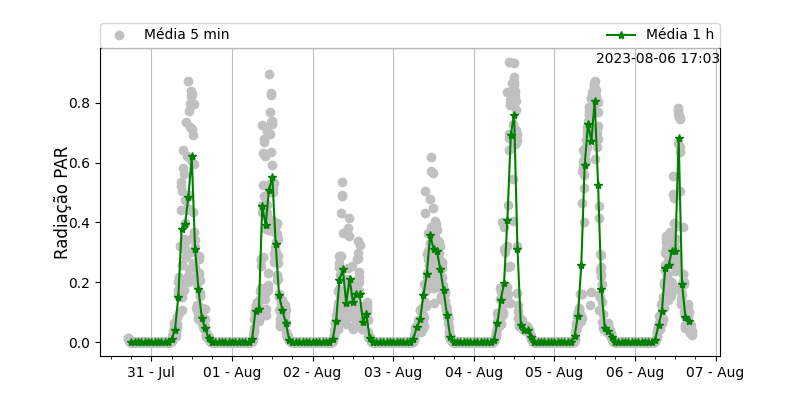 Média 5 min
Média 1 h
2023-08-06 17:03
Radiação PAR
0.8
0.6
0.4
0.2
0.0
31 - Jul
01 - Aug
02 - Aug
03 - Aug
04 - Aug
05 - Aug
06 - Aug
07 - Aug